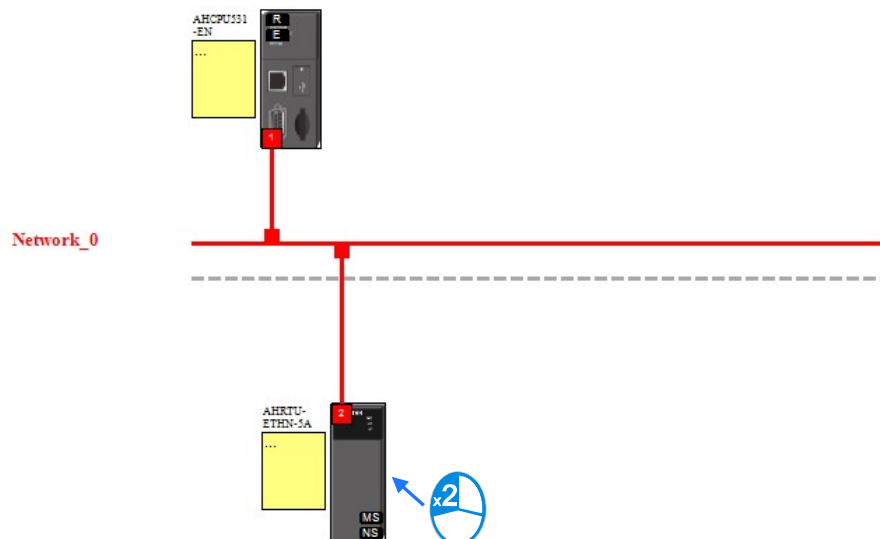 AHCPU531
-EN
...
R
E
1
Network_0
AHRTU-
ETHN-5A
...
2
MS
NS
x2